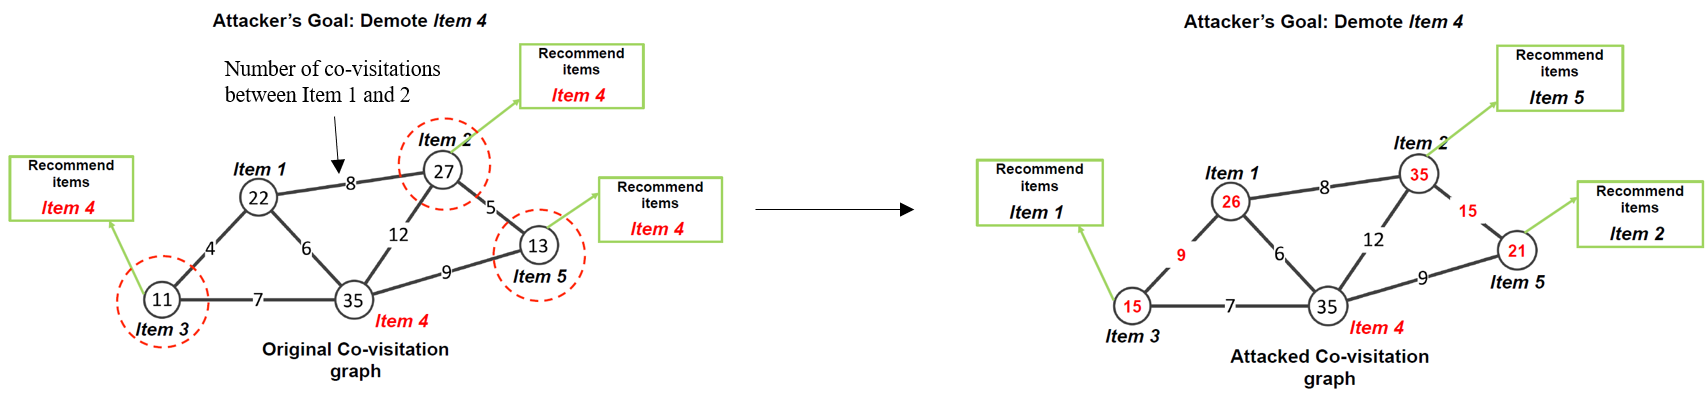 Attacker's Goal: Demote Item 4
Number of co-visitations
between Item 1 and 2
Recommend
items
Item 4
Recommend
items
Item 4
Recommend
items
Item 4
Item 1
22
8
Item 2
27
5
13
Item 5
4
6
12
9
11
Item 3
7
35
Item 4
Original Co-visitation
graph
Attacker's Goal: Demote Item 4
Recommend
items
Item 5
Recommend
items
Item 1
Recommend
items
Item 2
Item 1
26
8
Item 2
35
15
21
Item 5
9
6
12
9
15
Item 3
7
35
Item 4
Attacked Co-visitation
graph